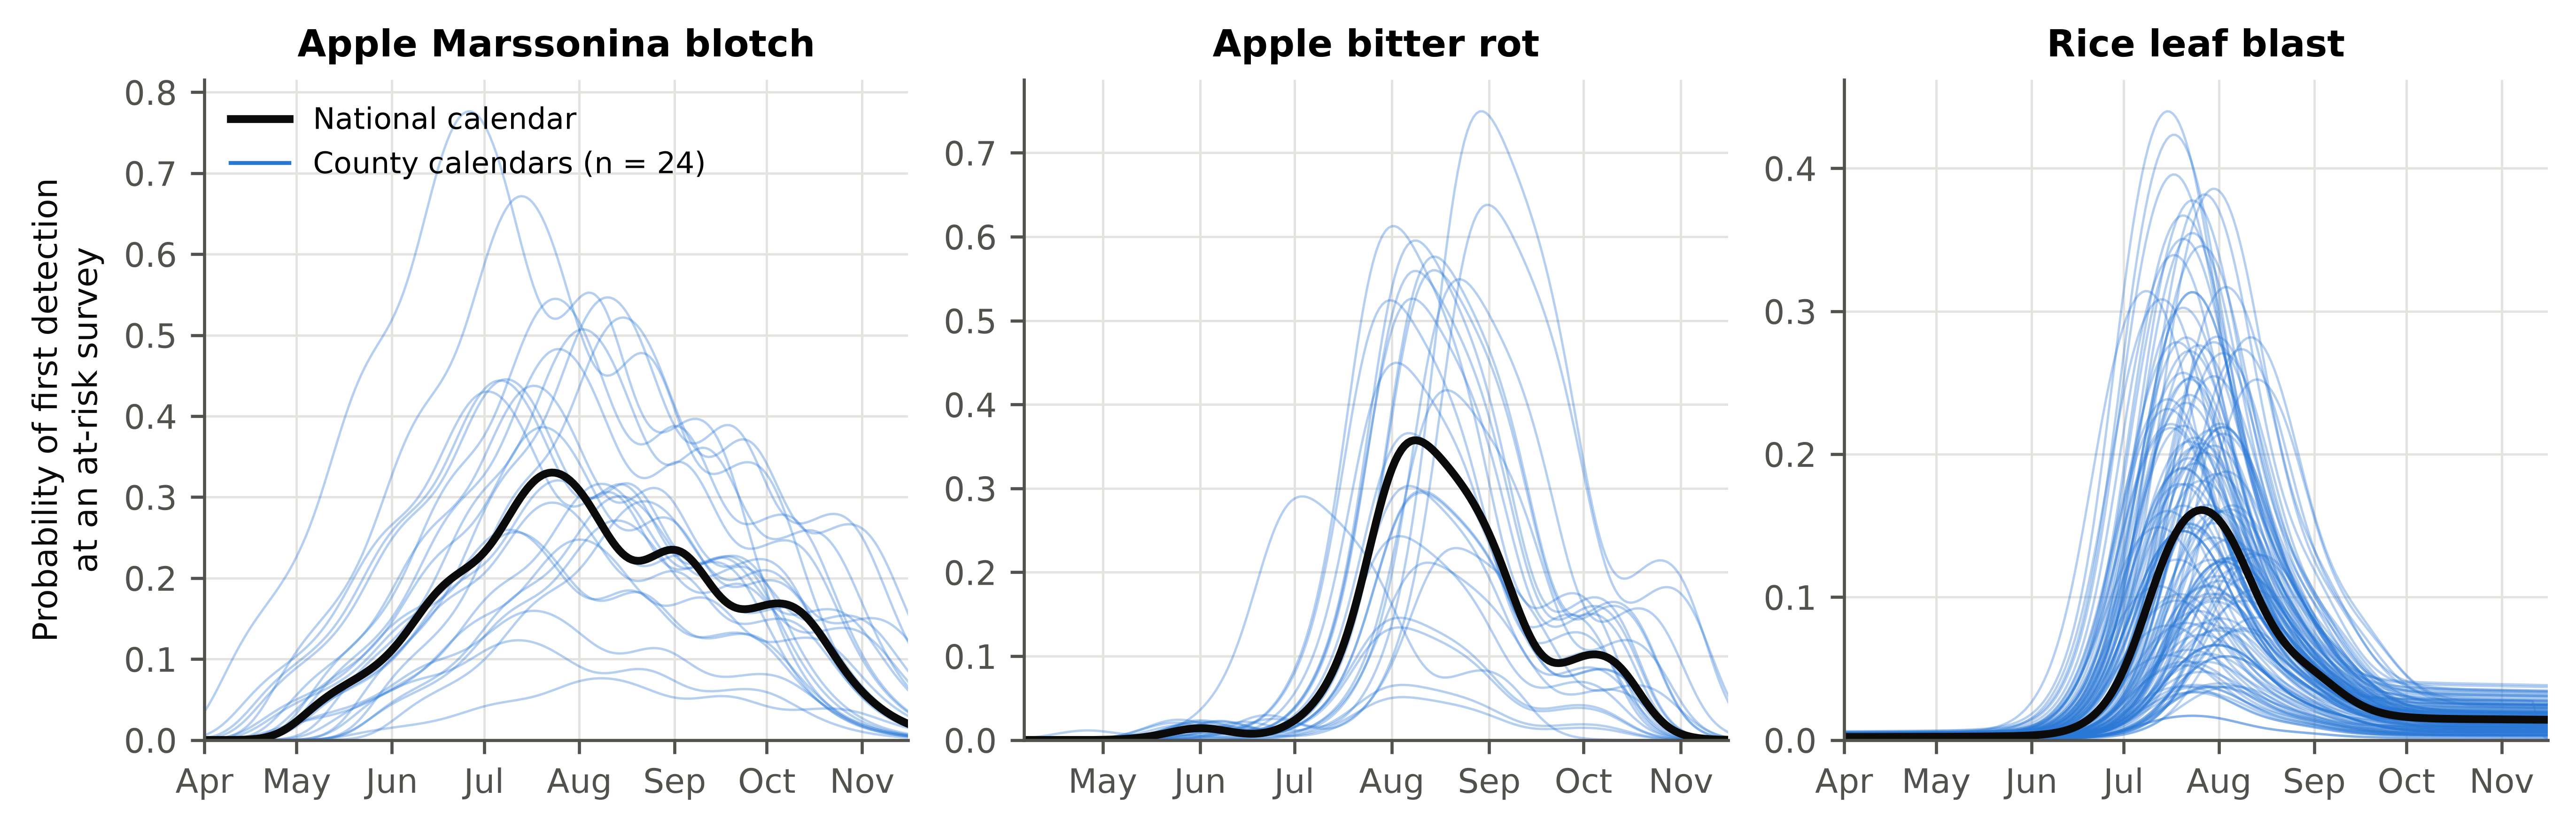 Apple Marssonina blotch
Probability of first detection
at an at-risk survey
0.8
0.7
0.6
0.5
0.4
0.3
0.2
0.1
0.0
National calendar
County calendars (n = 24)
Apr May Jun Jul Aug Sep Oct Nov
Apple bitter rot
0.7
0.6
0.5
0.4
0.3
0.2
0.1
0.0
May Jun Jul Aug Sep Oct Nov
Rice leaf blast
0.4
0.3
0.2
0.1
0.0
Apr May Jun Jul Aug Sep Oct Nov